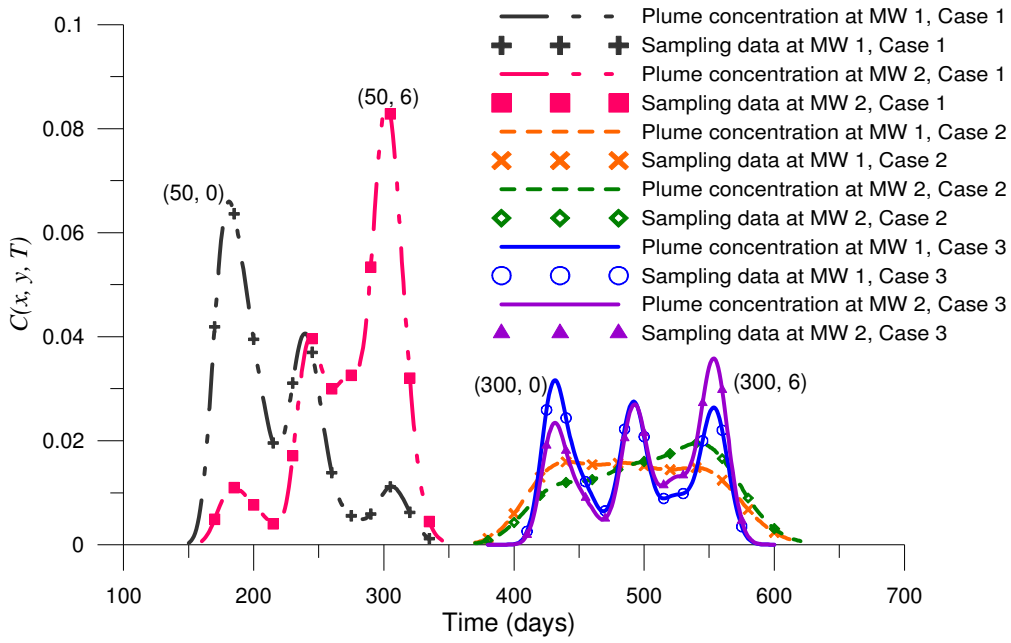 Plume concentration at MW 1, Case 1
Sampling data at MW 1, Case 1
Plume concentration at MW 2, Case 1
Sampling data at MW 2, Case 1
Plume concentration at MW 1, Case 2
Sampling data at MW 1, Case 2
Plume concentration at MW 2, Case 2
Sampling data at MW 2, Case 2
Plume concentration at MW 1, Case 3
Sampling data at MW 1, Case 3
Plume concentration at MW 2, Case 3
Sampling data at MW 2, Case 3
0.1
0.08
0.06
0.04
0.02
0
C(x, y, T)
(50, 0)
(50, 6)
(300, 0)
(300, 6)
100
200
300
400
500
600
700
Time (days)